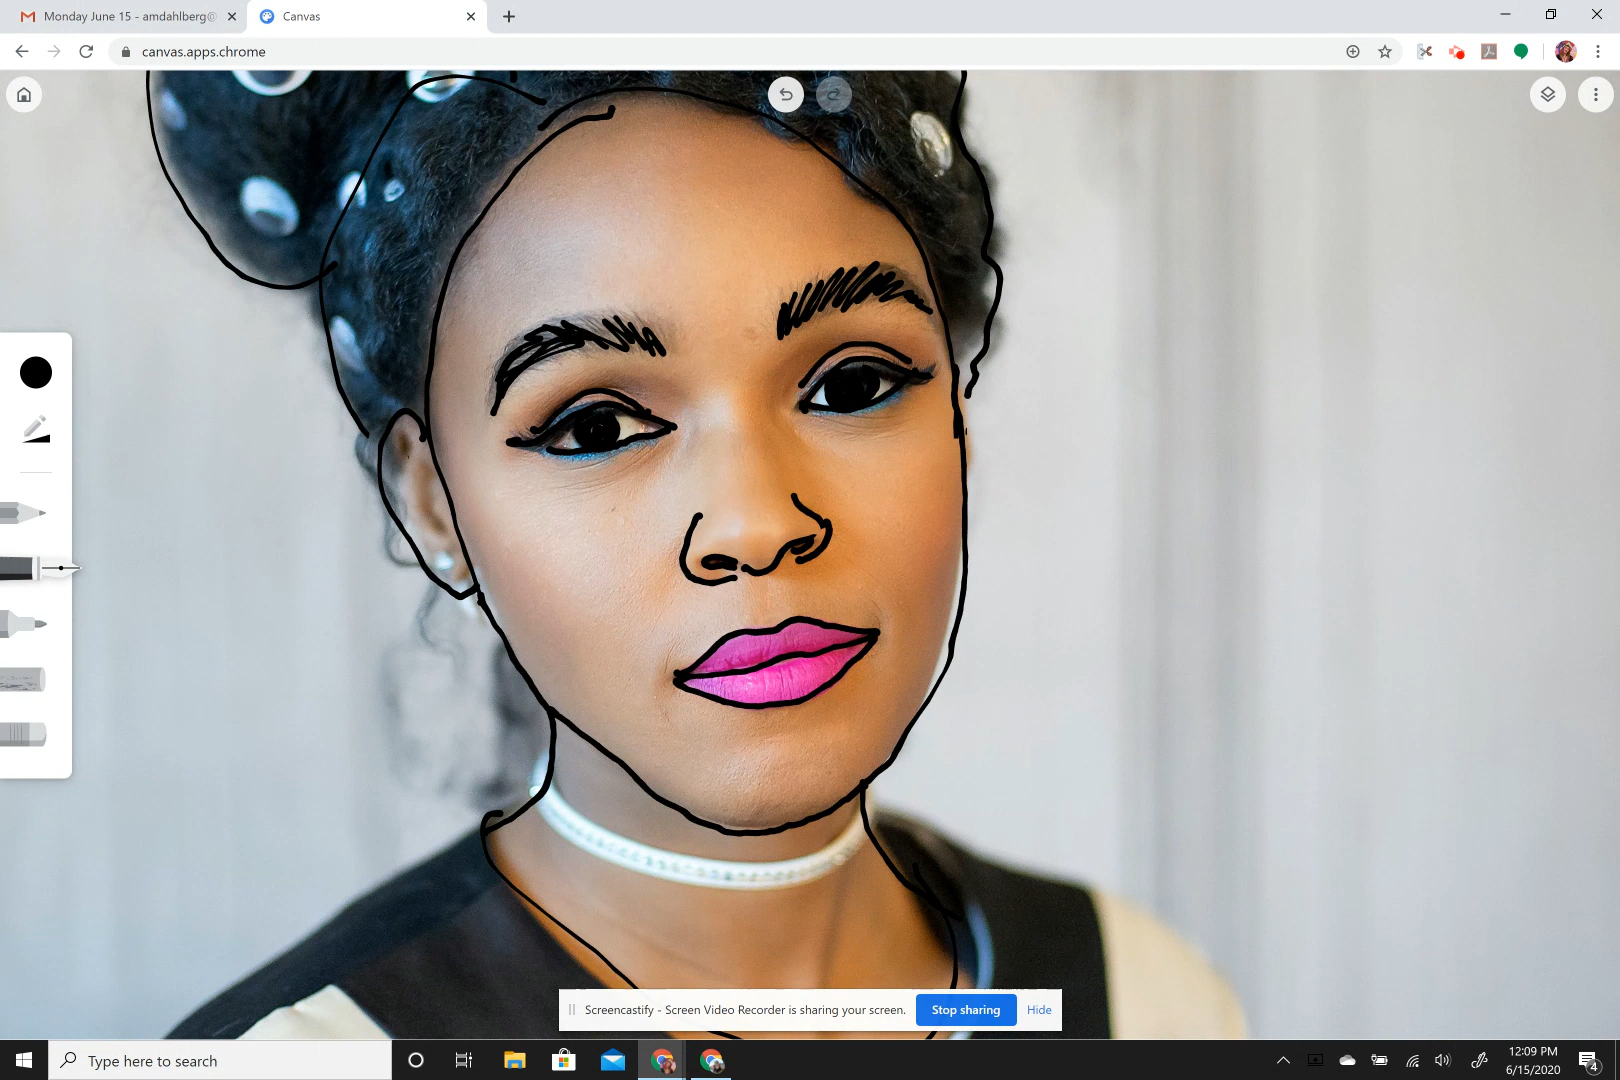 Monday June 15 - amdahlberg@
Canvas
canvas.apps.chrome
Screencastify - Screen Video Recorder is sharing your screen.
Stop sharing
Hide
Type here to search
12:09 PM
6/15/2020
4